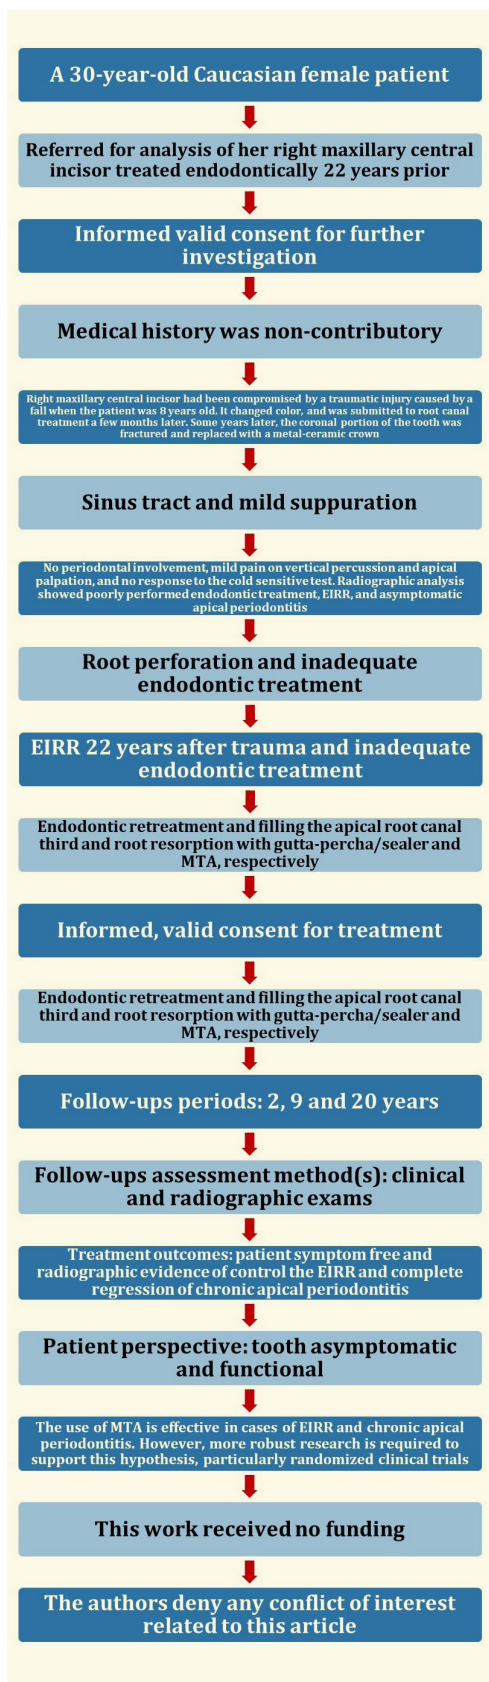 A 30-year-old Caucasian female patient
Referred for analysis of her right maxillary central
incisor treated endodontically 22 years prior
Informed valid consent for further
investigation
Medical history was non-contributory
Right maxillary central incisor had been compromised by a traumatic injury caused by a
fall when the patient was 8 years old. It changed color, and was submitted to root canal
treatment a few months later. Some years later, the coronal portion of the tooth was
fractured and replaced with a metal-ceramic crown
Sinus tract and mild suppuration
No periodontal involvement, mild pain on vertical percussion and apical
palpation, and no response to the cold sensitive test. Radiographic analysis
showed poorly performed endodontic treatment, EIRR, and asymptomatic
apical periodontitis
Root perforation and inadequate
endodontic treatment
EIRR 22 years after trauma and inadequate
endodontic treatment
Endodontic retreatment and filling the apical root canal
third and root resorption with gutta-percha/sealer and
MTA, respectively
Informed, valid consent for treatment
Endodontic retreatment and filling the apical root canal
third and root resorption with gutta-percha/sealer and
MTA, respectively
Follow-ups periods: 2, 9 and 20 years
Follow-ups assessment method(s): clinical
and radiographic exams
Treatment outcomes: patient symptom free and
radiographic evidence of control the EIRR and complete
regression of chronic apical periodontitis
Patient perspective: tooth asymptomatic
and functional
The use of MTA is effective in cases of EIRR and chronic apical
periodontitis. However, more robust research is required to
support this hypothesis, particularly randomized clinical trials
This work received no funding
The authors deny any conflict of interest
related to this article